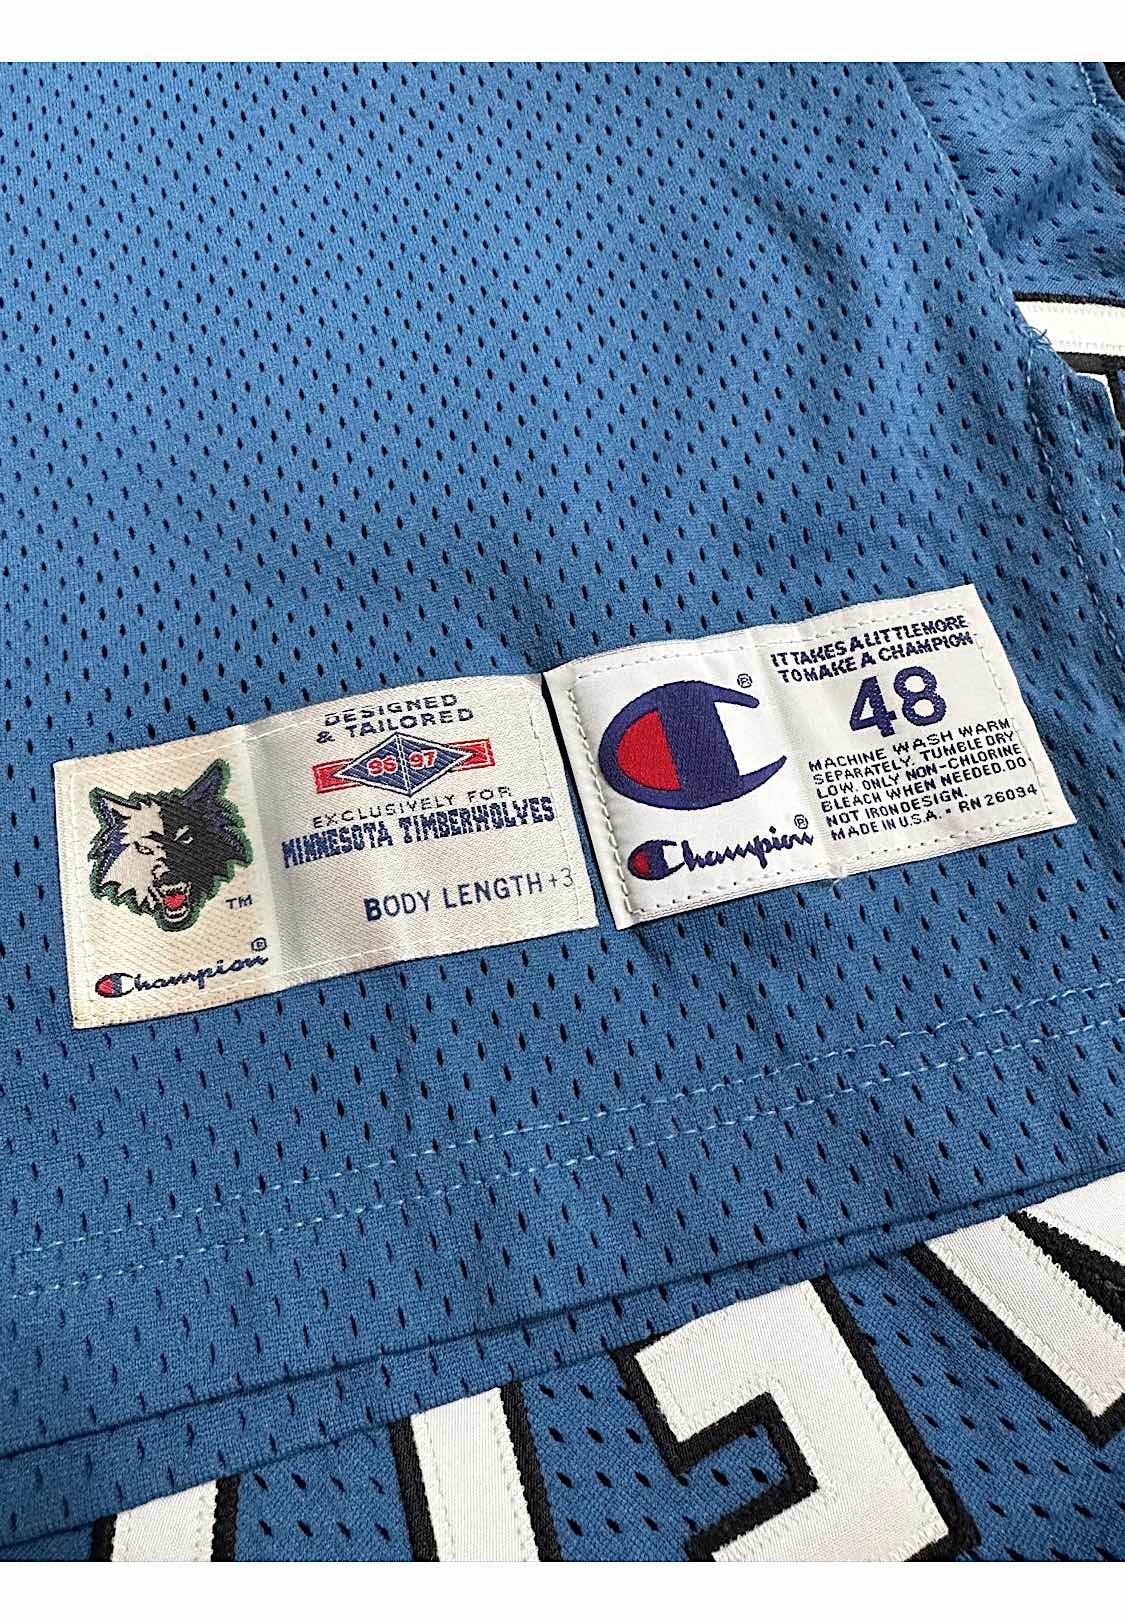 DESIGNED
& TAILORED
96 97
EXCLUSIVELY FOR
MINNESOTA TIMBERWOLVES
BODY LENGTH +3
TM
Champion®
®
Champion®
IT TAKES A LITTLE MORE
TO MAKE A CHAMPION
48
MACHINE WASH WARM
SEPARATELY. TUMBLE DRY
LOW. ONLY NON-CHLORINE
BLEACH WHEN NEEDED. DO
NOT IRON DESIGN.
MADE IN U.S.A. • RN 26094